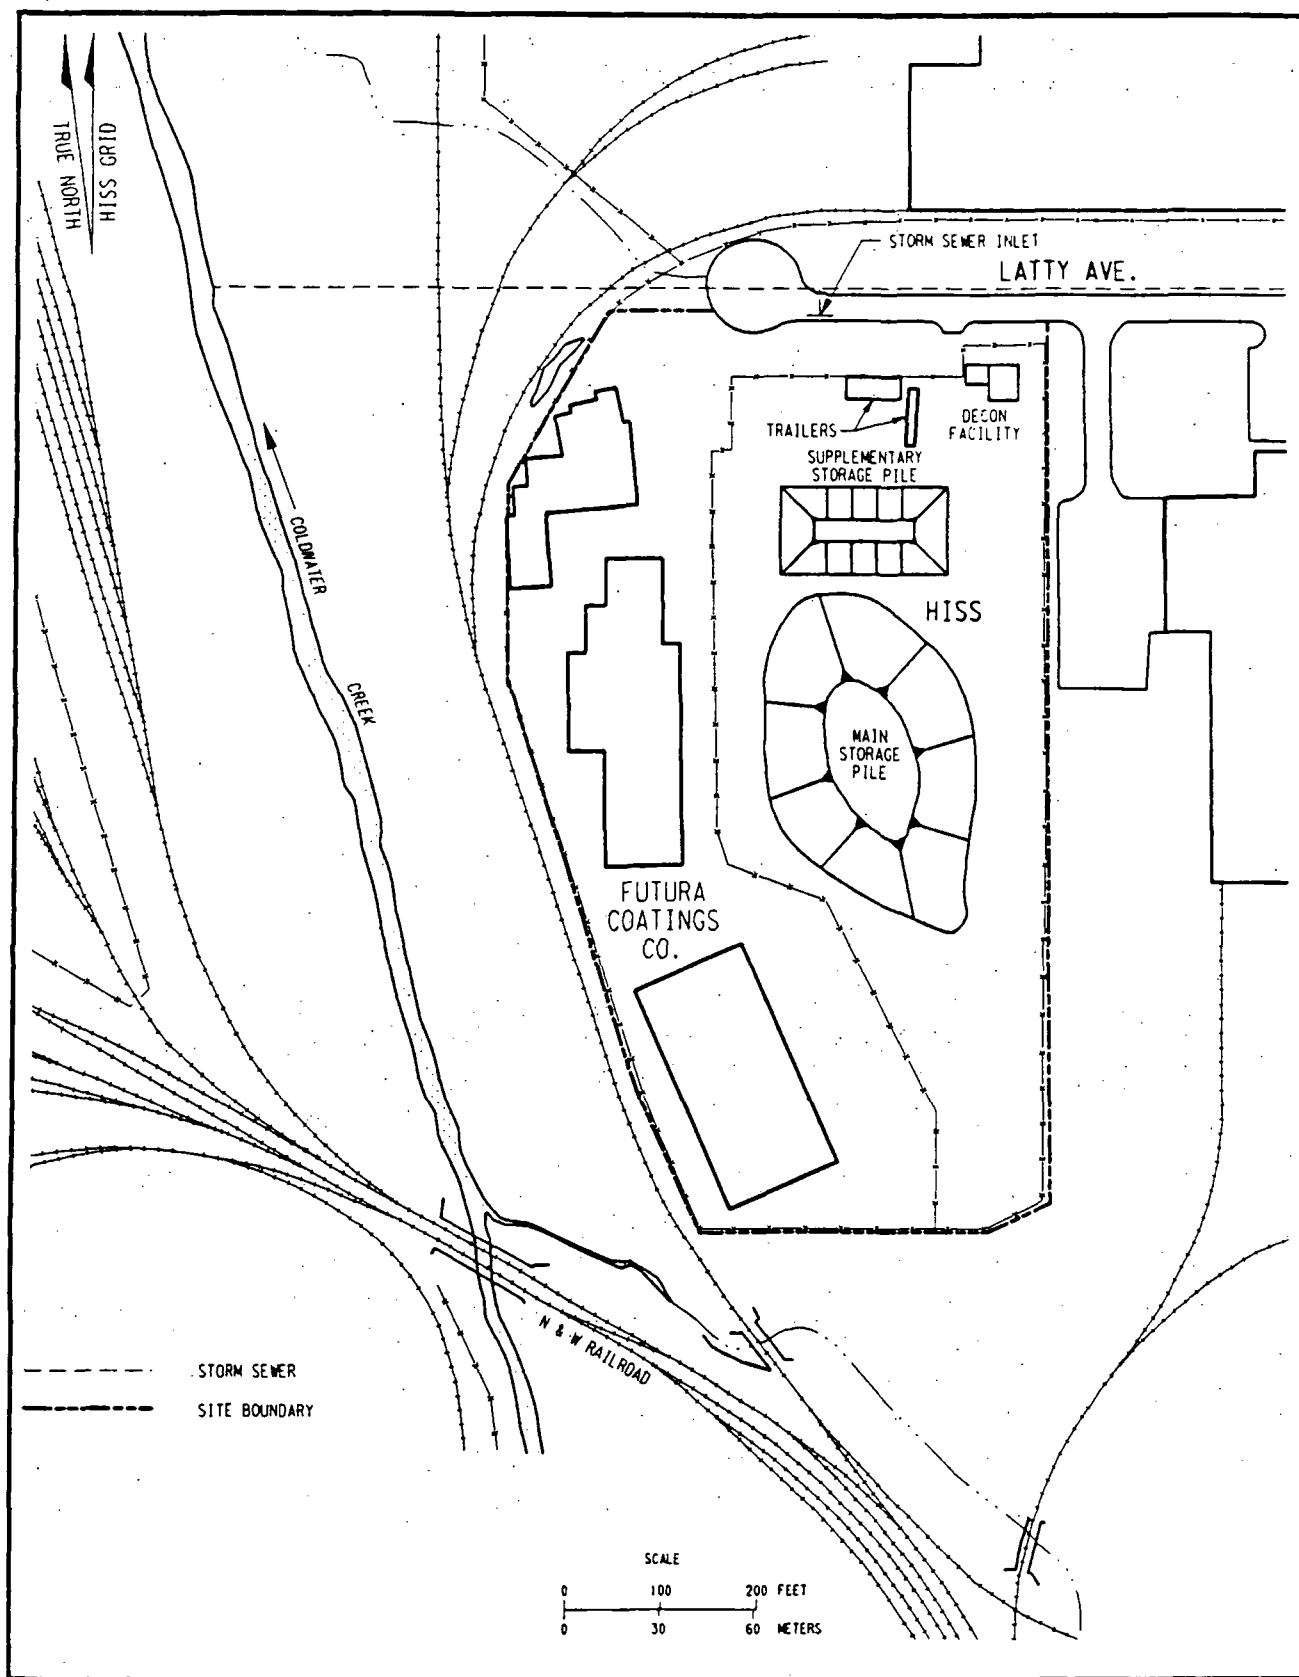 TRUE NORTH
HISS GRID
STORM SEWER INLET
LATTY AVE.
TRAILERS
DECON
FACILITY
SUPPLEMENTARY
STORAGE PILE
HISS
COLDWATER
CREEK
MAIN
STORAGE
PILE
FUTURA
COATINGS
CO.
N & W RAILROAD
STORM SEWER
SITE BOUNDARY
SCALE
0 100 200 FEET
0 30 60 METERS